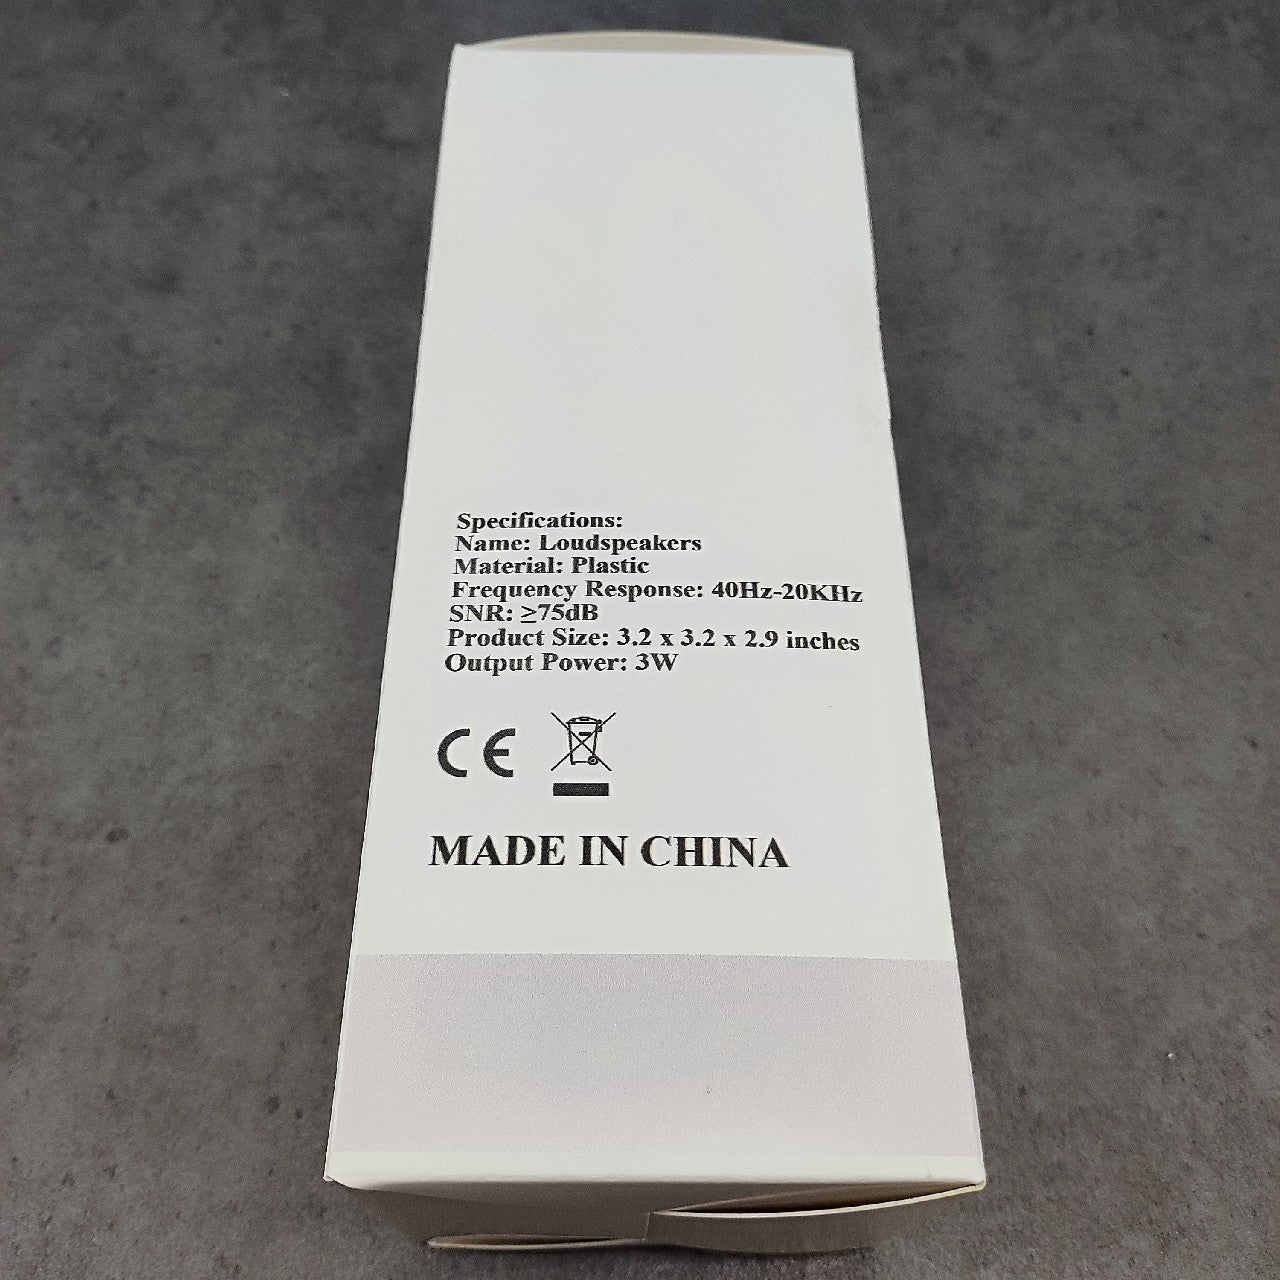 Specifications:
Name: Loudspeakers
Material: Plastic
Frequency Response: 40Hz-20KHz
SNR: ≥75dB
Product Size: 3.2 x 3.2 x 2.9 inches
Output Power: 3W
CE
MADE IN CHINA